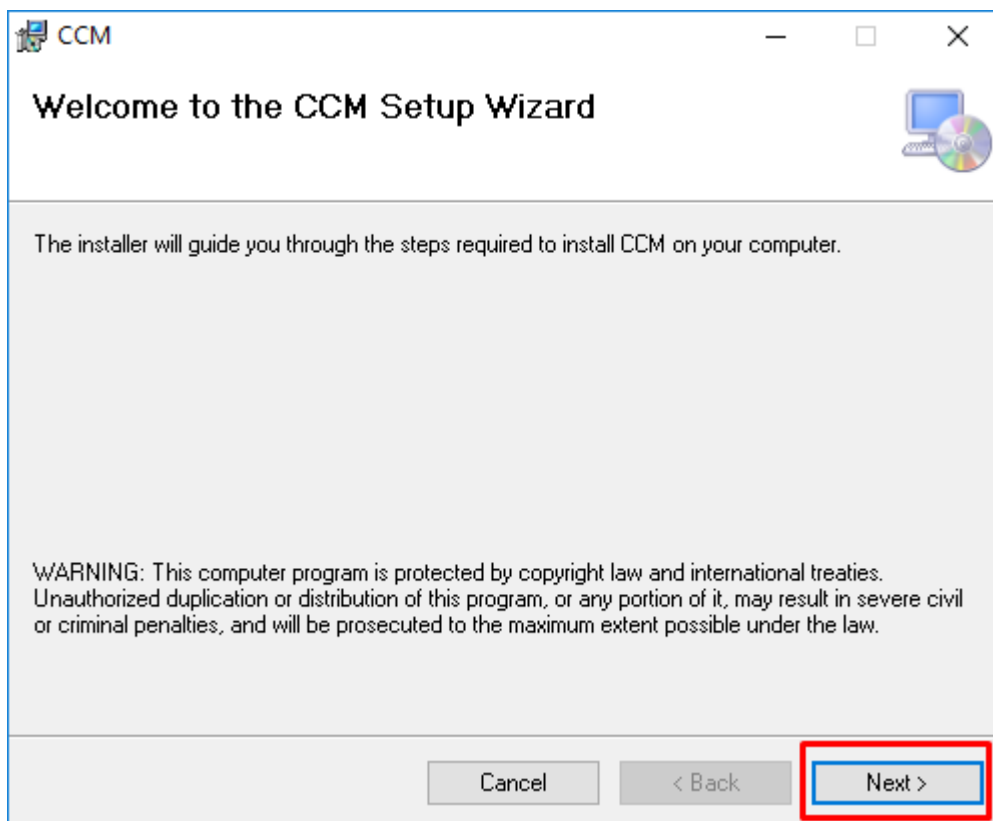 CCM
Welcome to the CCM Setup Wizard
The installer will guide you through the steps required to install CCM on your computer.
WARNING: This computer program is protected by copyright law and international treaties.
Unauthorized duplication or distribution of this program, or any portion of it, may result in severe civil
or criminal penalties, and will be prosecuted to the maximum extent possible under the law.
Cancel < Back Next >